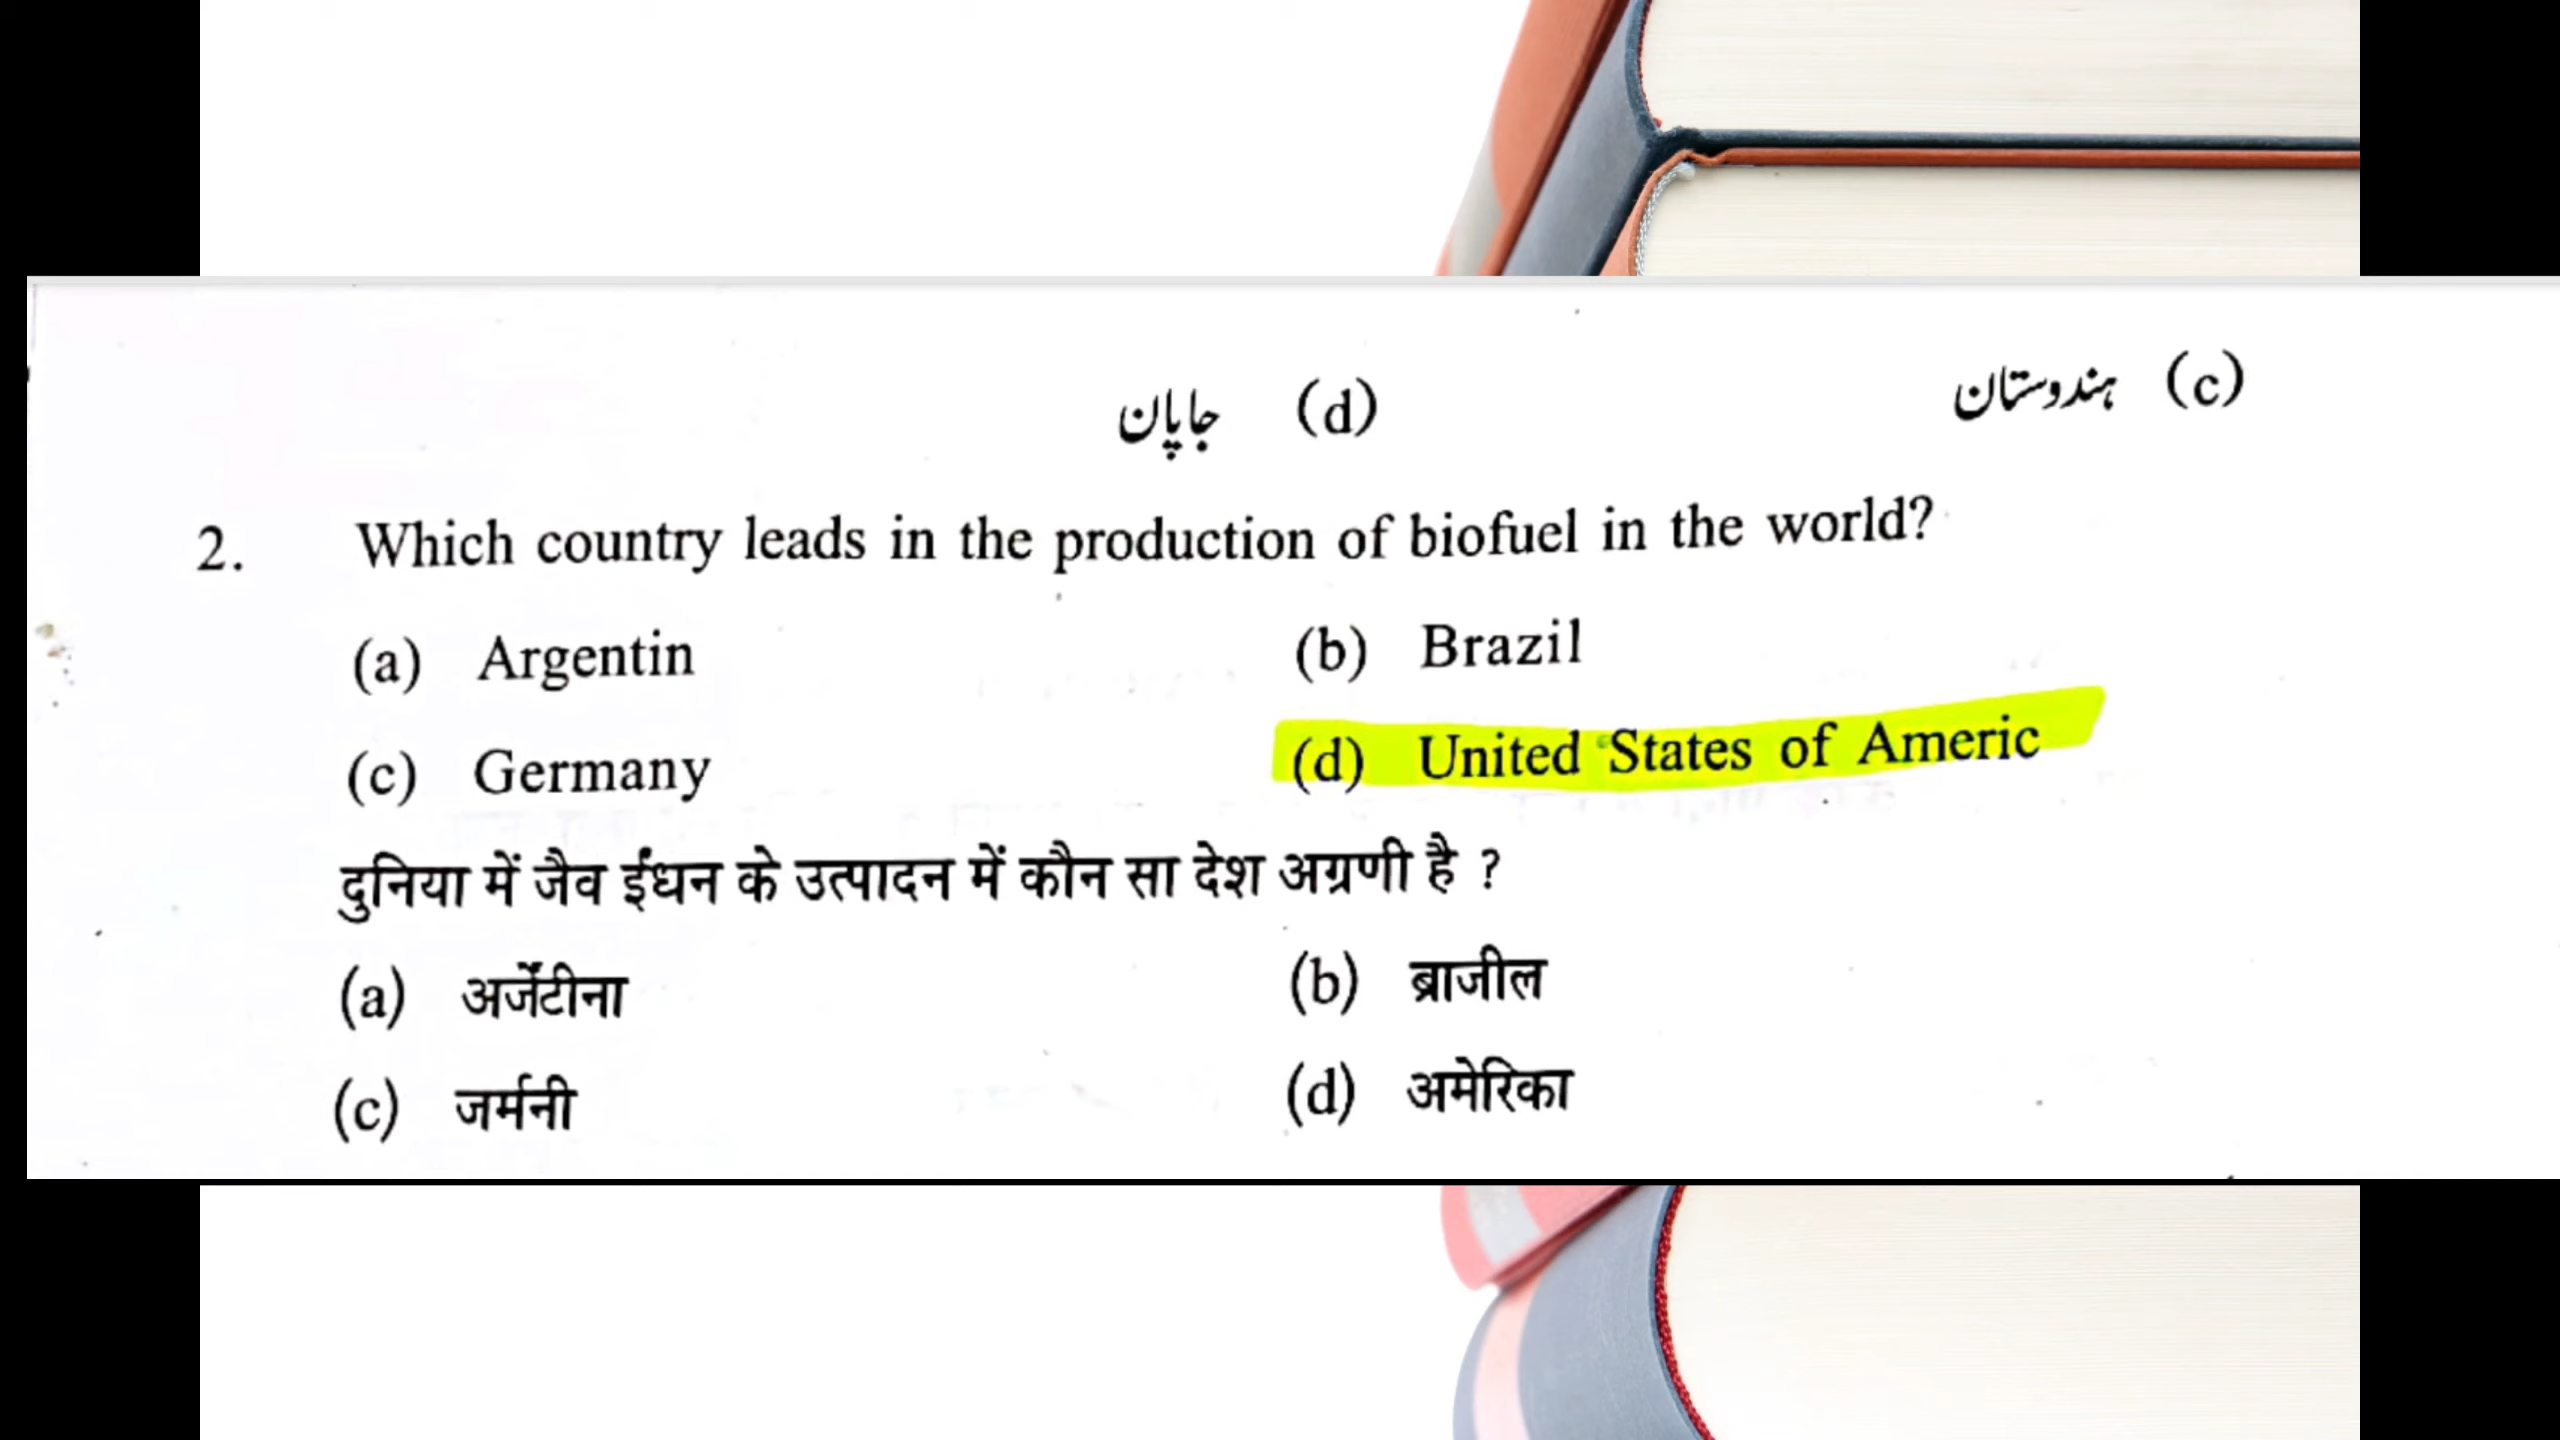 (c) ہندوستان (d) جاپان
2. Which country leads in the production of biofuel in the world?
(a) Argentin (b) Brazil
(c) Germany (d) United States of Americ
दुनिया में जैव ईंधन के उत्पादन में कौन सा देश अग्रणी है ?
(a) अर्जेंटीना (b) ब्राजील
(c) जर्मनी (d) अमेरिका